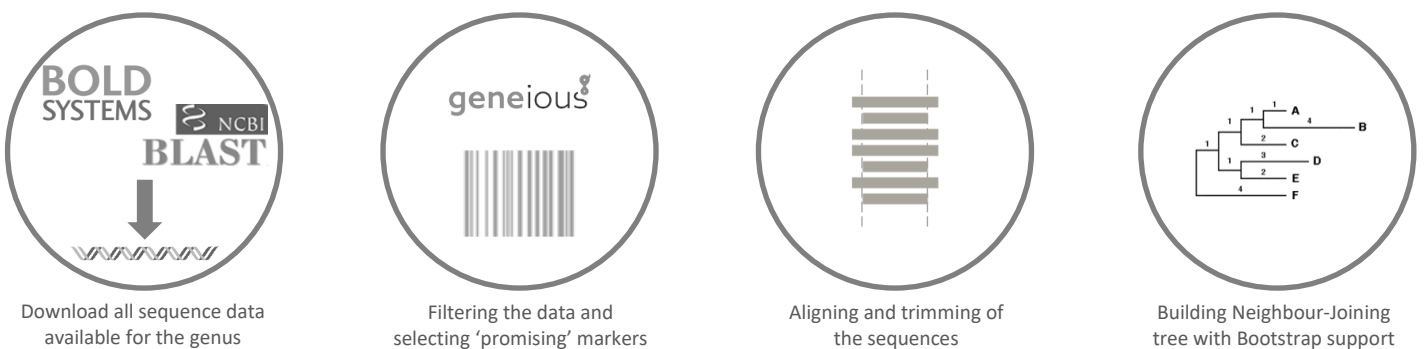 BOLD
SYSTEMS
NCBI
BLAST
Download all sequence data
available for the genus
geneious
Filtering the data and
selecting ‘promising’ markers
Aligning and trimming of
the sequences
1
A
1
4
B
1
2
C
1
3
D
1
2
E
4
F
Building Neighbour-Joining
tree with Bootstrap support